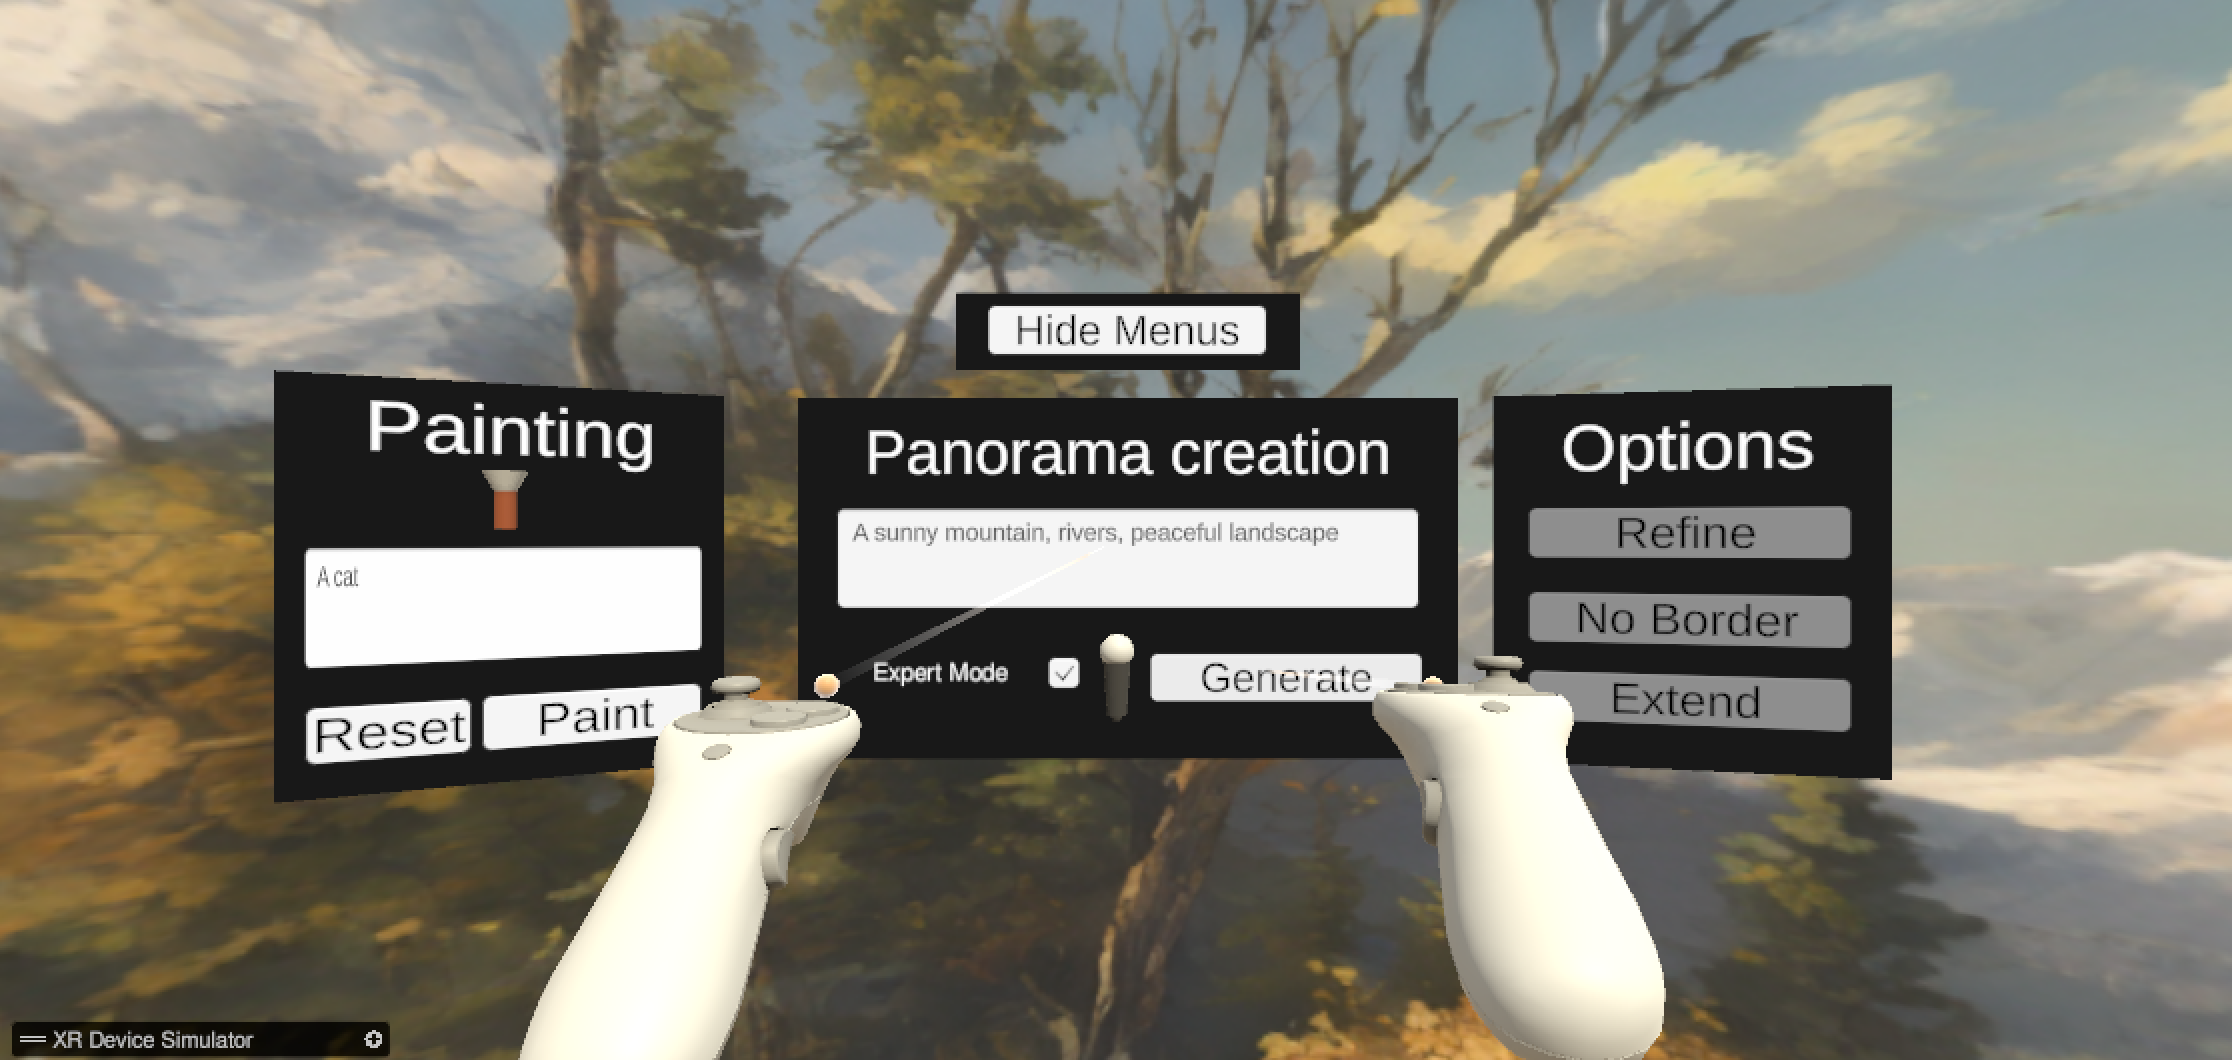 Hide Menus
Painting
A cat
Reset
Paint
Panorama creation
A sunny mountain, rivers, peaceful landscape
Expert Mode
Generate
Options
Refine
No Border
Extend
XR Device Simulator